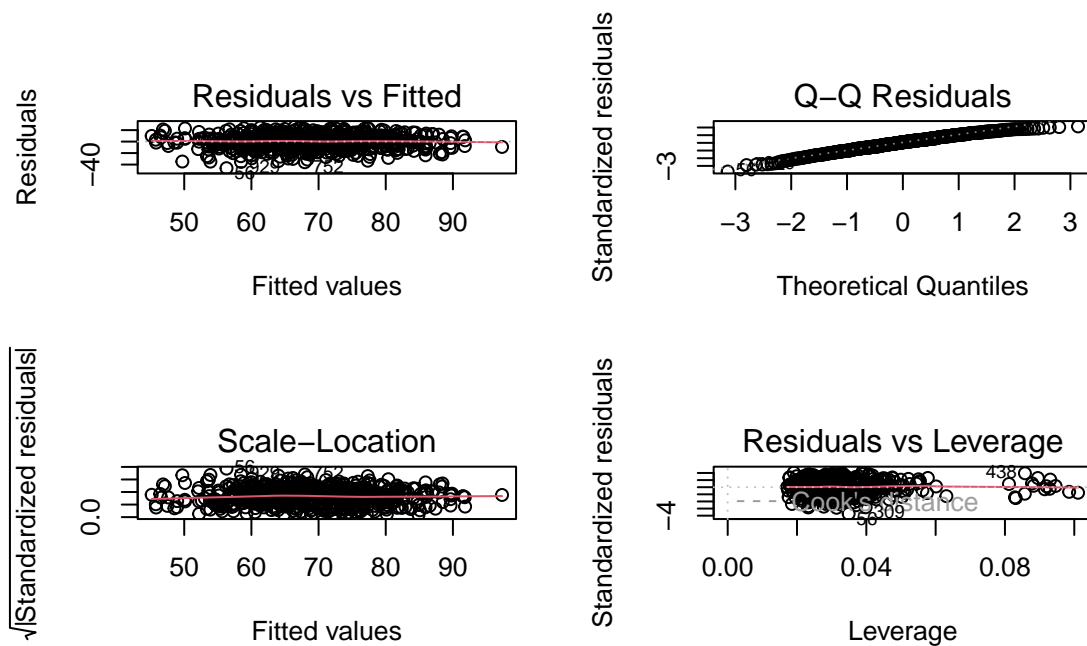 Residuals vs Fitted
Residuals
−40
752
50 60 70 80 90
Fitted values
Q−Q Residuals
Standardized residuals
−3
−3 −2 −1 0 1 2 3
Theoretical Quantiles
Scale−Location
√|Standardized residuals|
0.0
752
50 60 70 80 90
Fitted values
Residuals vs Leverage
Standardized residuals
−4
438
Cook's distance
309
0.00 0.04 0.08
Leverage